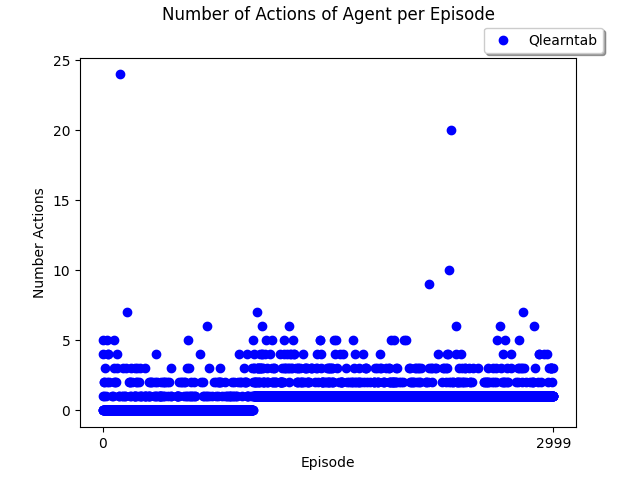 Number of Actions of Agent per Episode
Qlearntab
25
20
15
10
5
0
Number Actions
0 2999
Episode